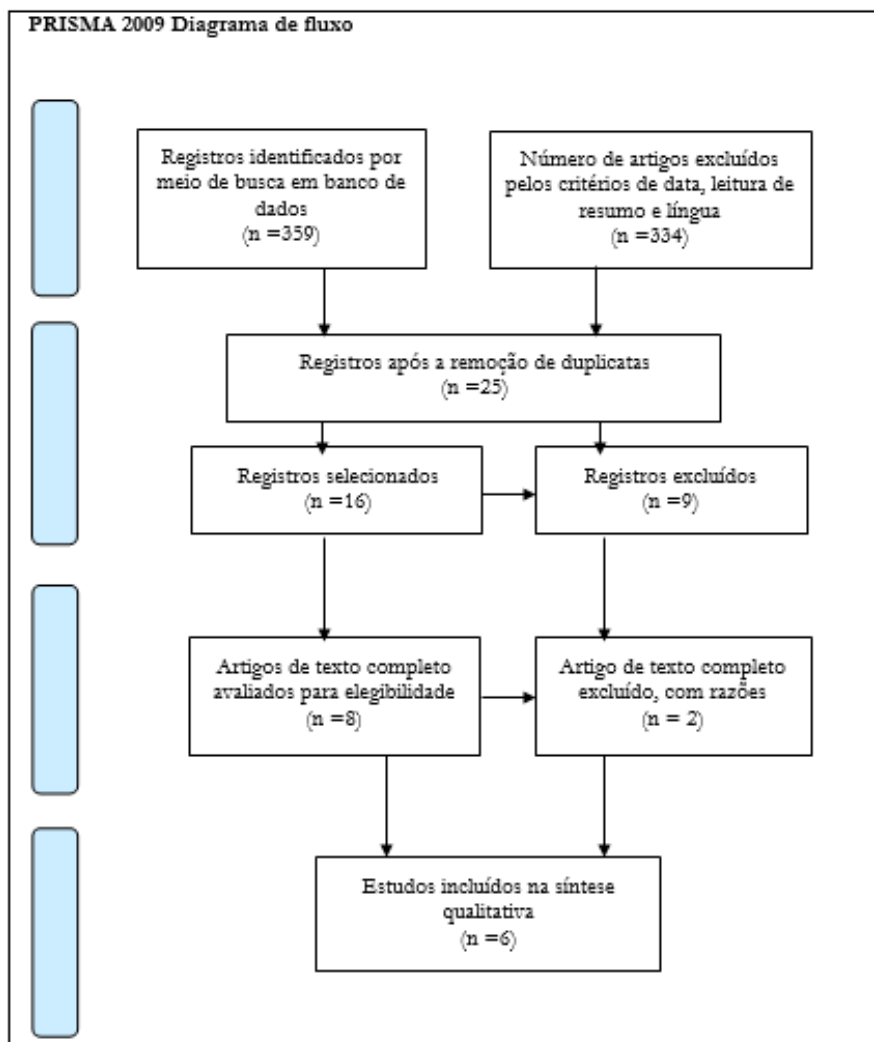 PRISMA 2009 Diagrama de fluxo
Registros identificados por
meio de busca em banco de
dados
(n =359)
Número de artigos excluídos
pelos critérios de data, leitura de
resumo e língua
(n =334)
Registros após a remoção de duplicatas
(n =25)
Registros selecionados
(n =16)
Registros excluídos
(n =9)
Artigos de texto completo
avaliados para elegibilidade
(n =8)
Artigo de texto completo
excluído, com razões
(n = 2)
Estudos incluídos na síntese
qualitativa
(n =6)